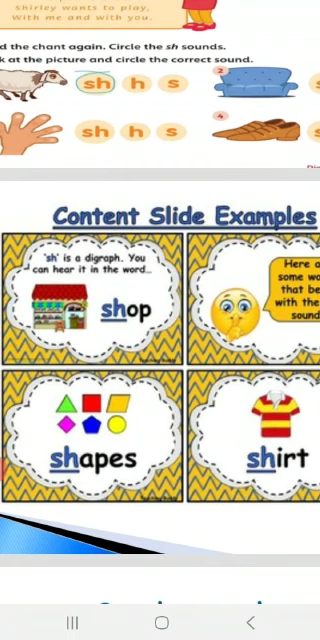 Shirley wants to play,
With me and with you.
d the chant again. Circle the sh sounds.
k at the picture and circle the correct sound.
sh h s
2
sh h s
4
Content Slide Examples
'sh' is a digraph. You
can hear it in the word...
shop
Here a
some wo
that be
with the
sound
shapes
shirt